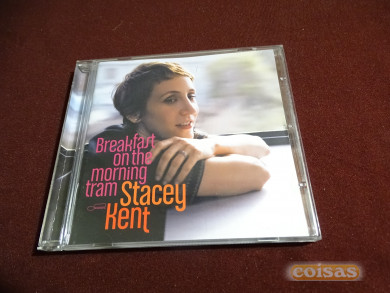 Breakfast
on the
morning
tram Stacey
Kent
coisas